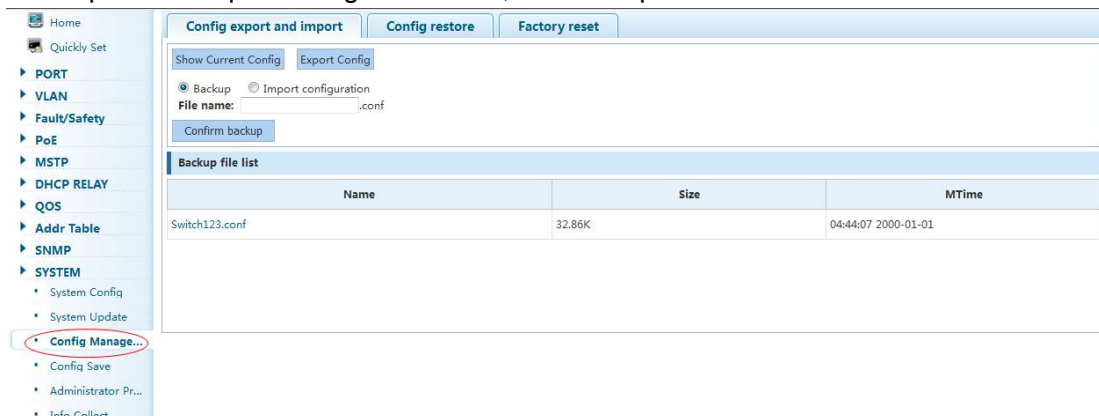 Home
Quickly Set
PORT
VLAN
Fault/Safety
PoE
MSTP
DHCP RELAY
QOS
Addr Table
SNMP
SYSTEM
System Config
System Update
Config Manage...
Config Save
Administrator Pr...
Info Collect
Config export and import Config restore Factory reset
Show Current Config Export Config
Backup Import configuration
File name: .conf
Confirm backup
Backup file list
Name Size MTime
Switch123.conf 32.86K 04:44:07 2000-01-01